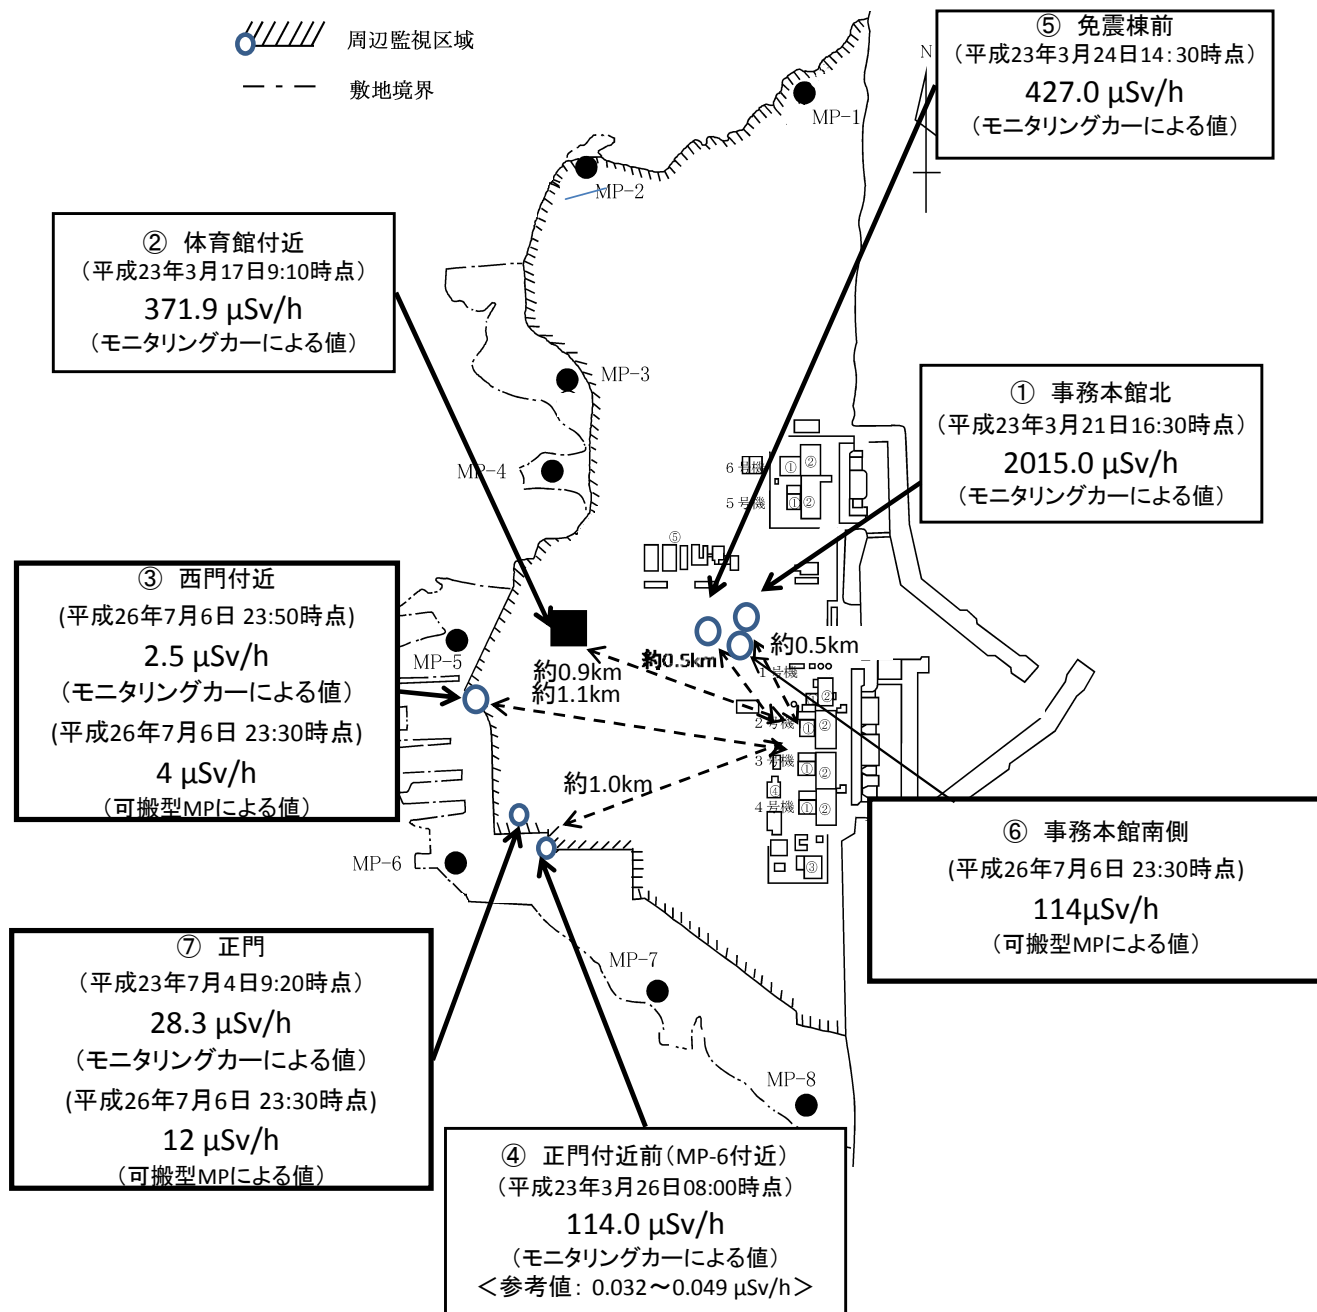 周辺監視区域
敷地境界
⑤ 免震棟前
（平成23年3月24日14:30時点）
427.0 μSv/h
（モニタリングカーによる値）
N
MP-1
MP-2
② 体育館付近
（平成23年3月17日9:10時点）
371.9 μSv/h
（モニタリングカーによる値）
MP-3
① 事務本館北
（平成23年3月21日16:30時点）
2015.0 μSv/h
（モニタリングカーによる値）
MP-4
6号機
①
②
5号機
①
②
⑤
③ 西門付近
(平成26年7月6日 23:50時点)
2.5 μSv/h
（モニタリングカーによる値）
(平成26年7月6日 23:30時点)
4 μSv/h
（可搬型MPによる値）
MP-5
約0.9km
約1.1km
約0.5km
約0.5km
1号機
②
2号機
①
②
3号機
①
②
約1.0km
④
4号機
①
②
③
MP-6
⑥ 事務本館南側
(平成26年7月6日 23:30時点)
114μSv/h
（可搬型MPによる値）
⑦ 正門
（平成23年7月4日9:20時点）
28.3 μSv/h
（モニタリングカーによる値）
(平成26年7月6日 23:30時点)
12 μSv/h
（可搬型MPによる値）
MP-7
MP-8
④ 正門付近前（MP-6付近）
（平成23年3月26日08:00時点）
114.0 μSv/h
（モニタリングカーによる値）
＜参考値： 0.032～0.049 μSv/h＞